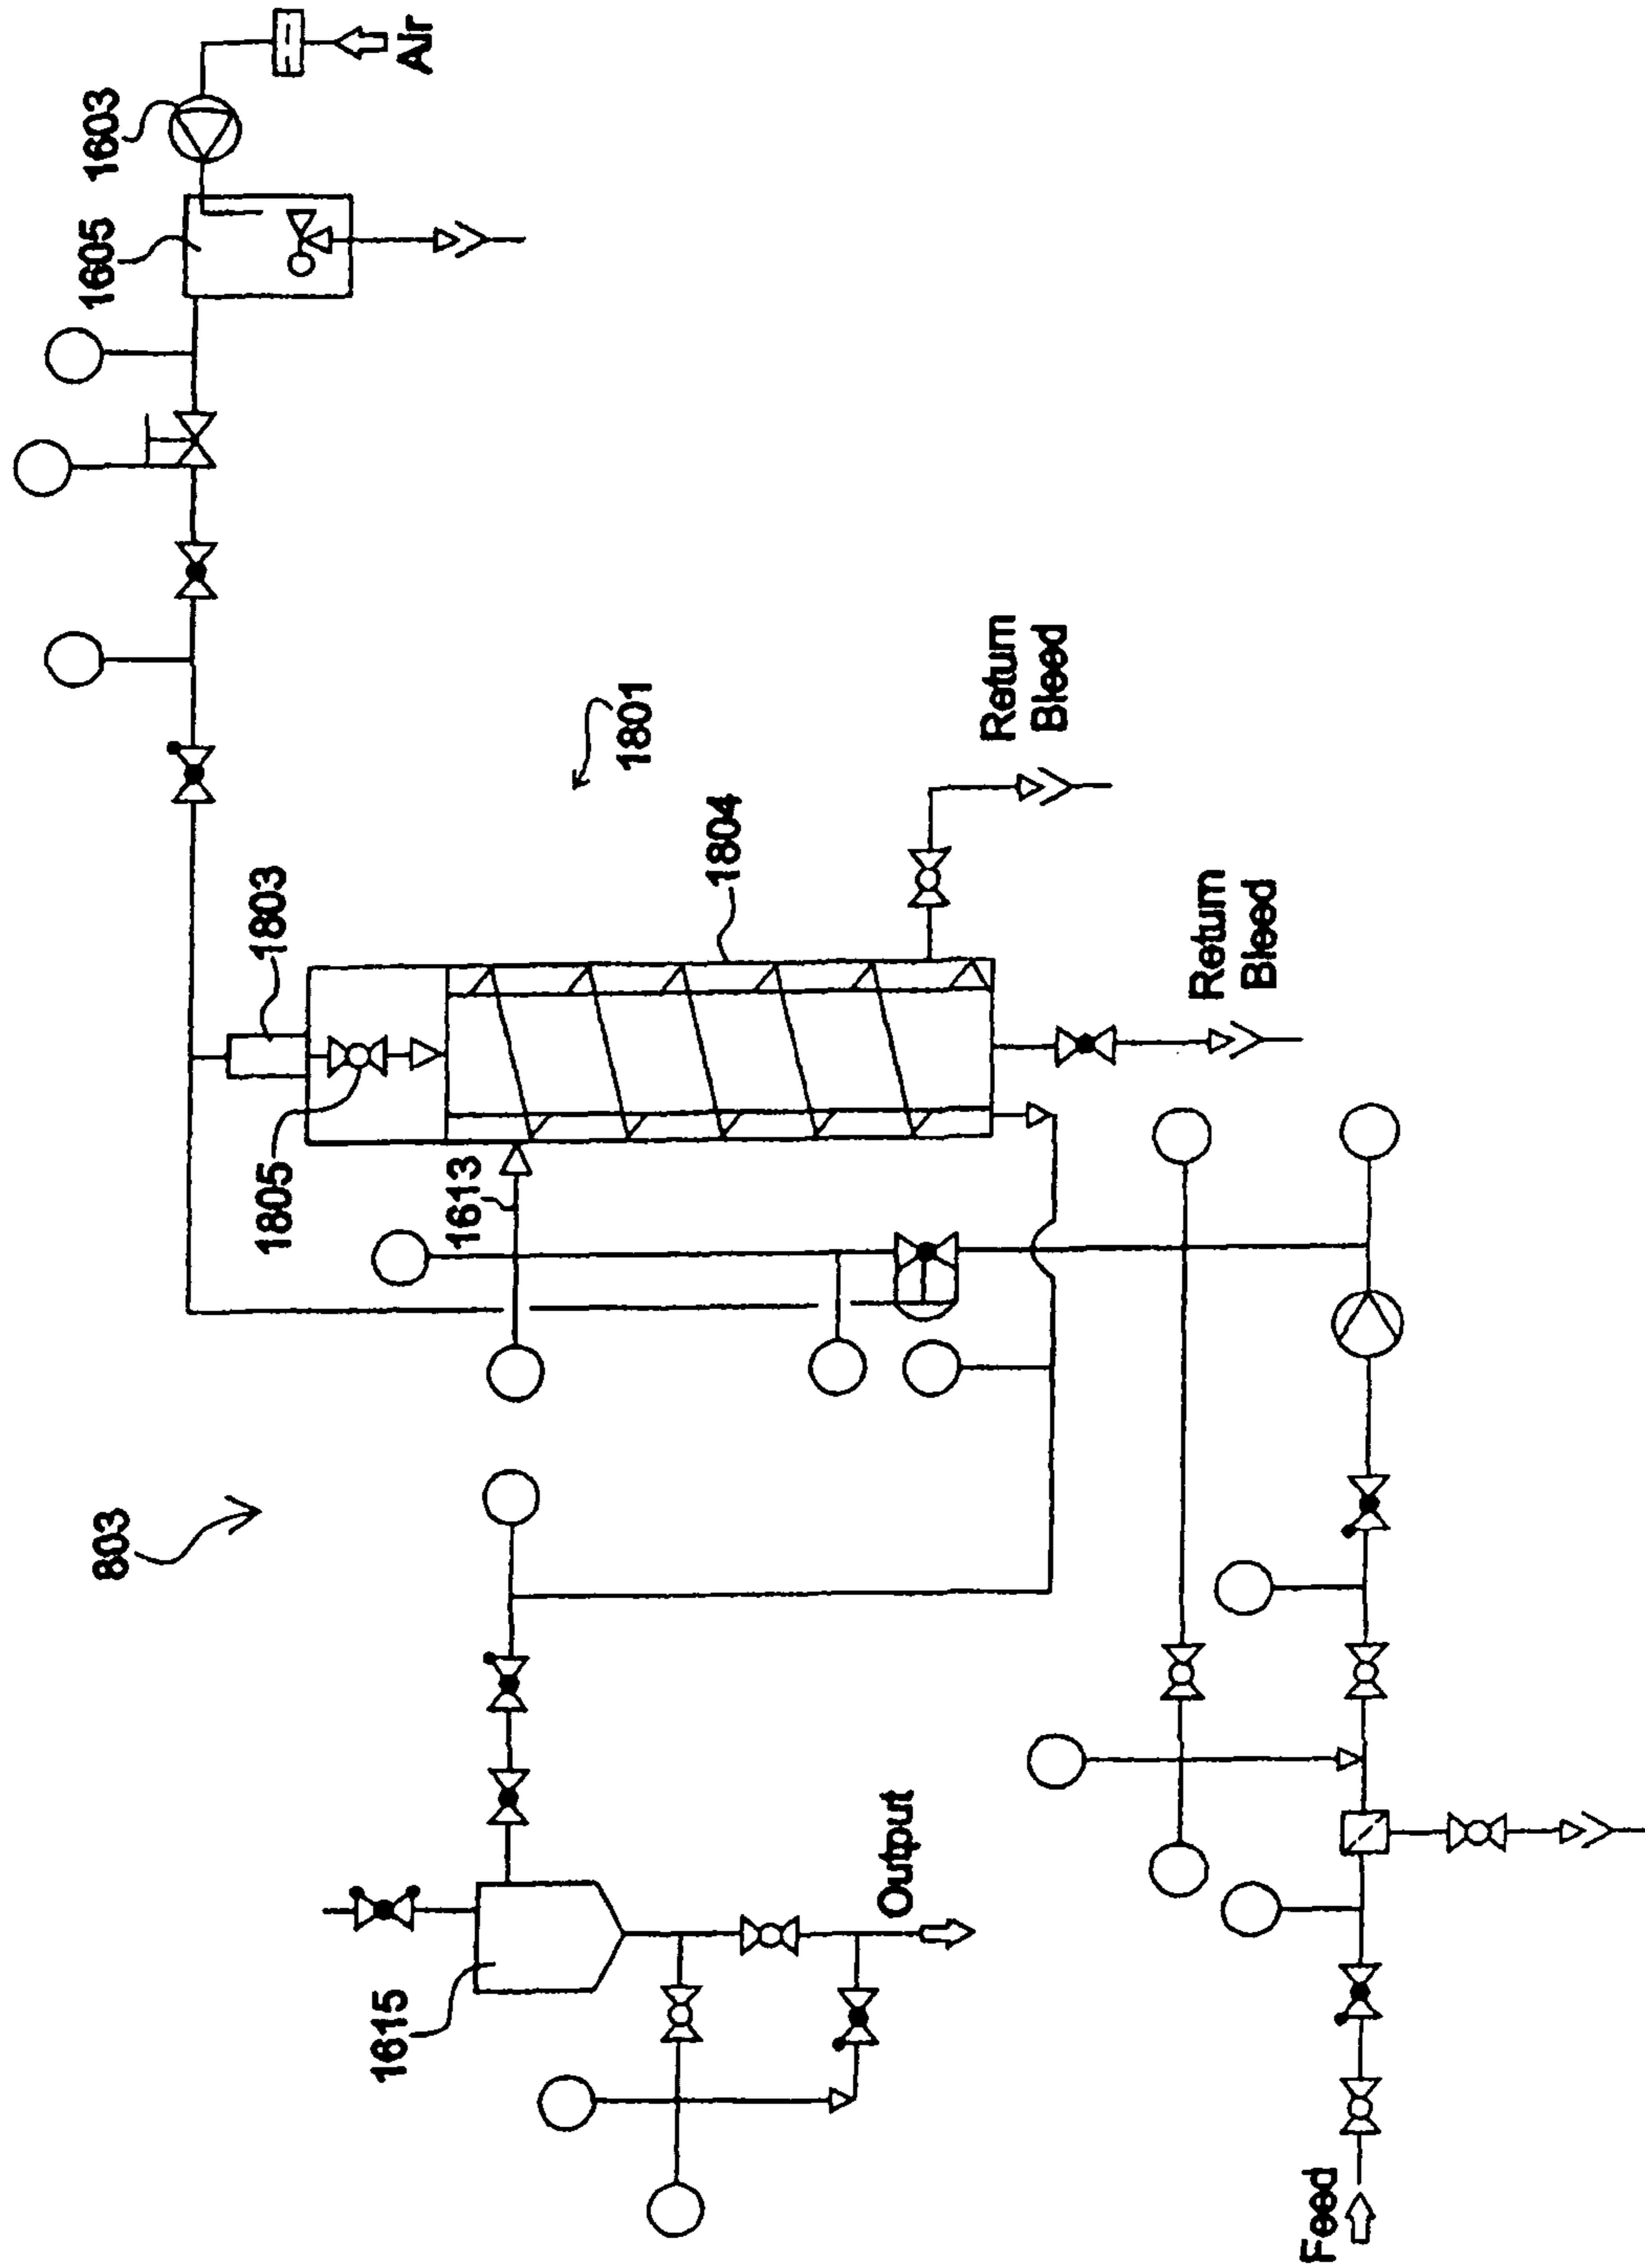 803
1605
1603
1805
1803
1615
Air
1613
1801
1804
Output
Return
Bleed
Return
Bleed
Feed